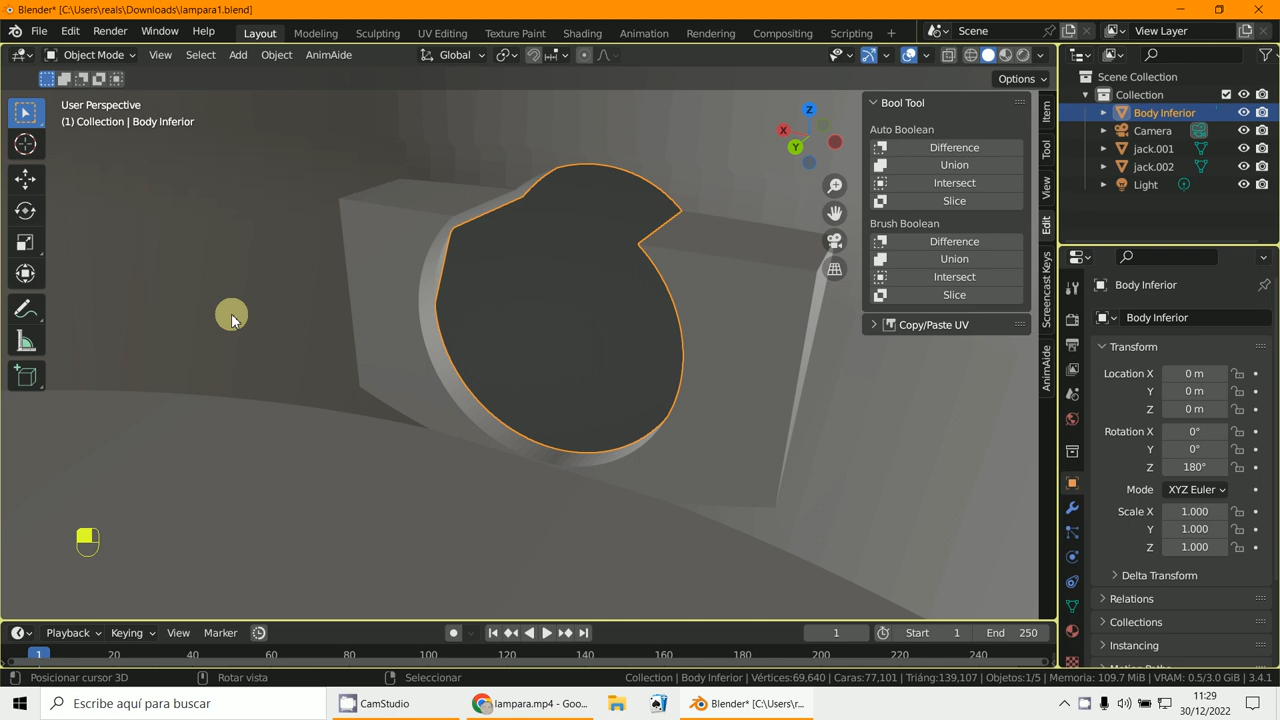 Blender* [C:\Users\reals\Downloads\lampara1.blend]
File Edit Render Window Help
Layout Modeling Sculpting UV Editing Texture Paint Shading Animation Rendering Compositing Scripting
Scene
View Layer
Object Mode View Select Add Object AnimAide
Global
Options
User Perspective
(1) Collection | Body Inferior
X
Y
Z
Bool Tool
Auto Boolean
Difference
Union
Intersect
Slice
Brush Boolean
Difference
Union
Intersect
Slice
Copy/Paste UV
Item
Tool
View
Edit
Screencast Keys
AnimAide
Scene Collection
Collection
Body Inferior
Camera
jack.001
jack.002
Light
Body Inferior
Body Inferior
Transform
Location X 0 m
Y 0 m
Z 0 m
Rotation X 0°
Y 0°
Z 180°
Mode XYZ Euler
Scale X 1.000
Y 1.000
Z 1.000
Delta Transform
Relations
Collections
Instancing
Playback Keying View Marker
1 Start 1 End 250
1 20 40 60 80 100 120 140 160 180 200 220 240
Posicionar cursor 3D Rotar vista Seleccionar
Collection | Body Inferior | Vértices:69,640 | Caras:77,101 | Triáng:139,107 | Objetos:1/5 | Memoria: 109.7 MiB | VRAM: 0.5/3.0 GiB | 3.4.1
Escribe aquí para buscar
CamStudio
lampara.mp4 - Goo...
Blender* [C:\Users\r...
11:29
30/12/2022